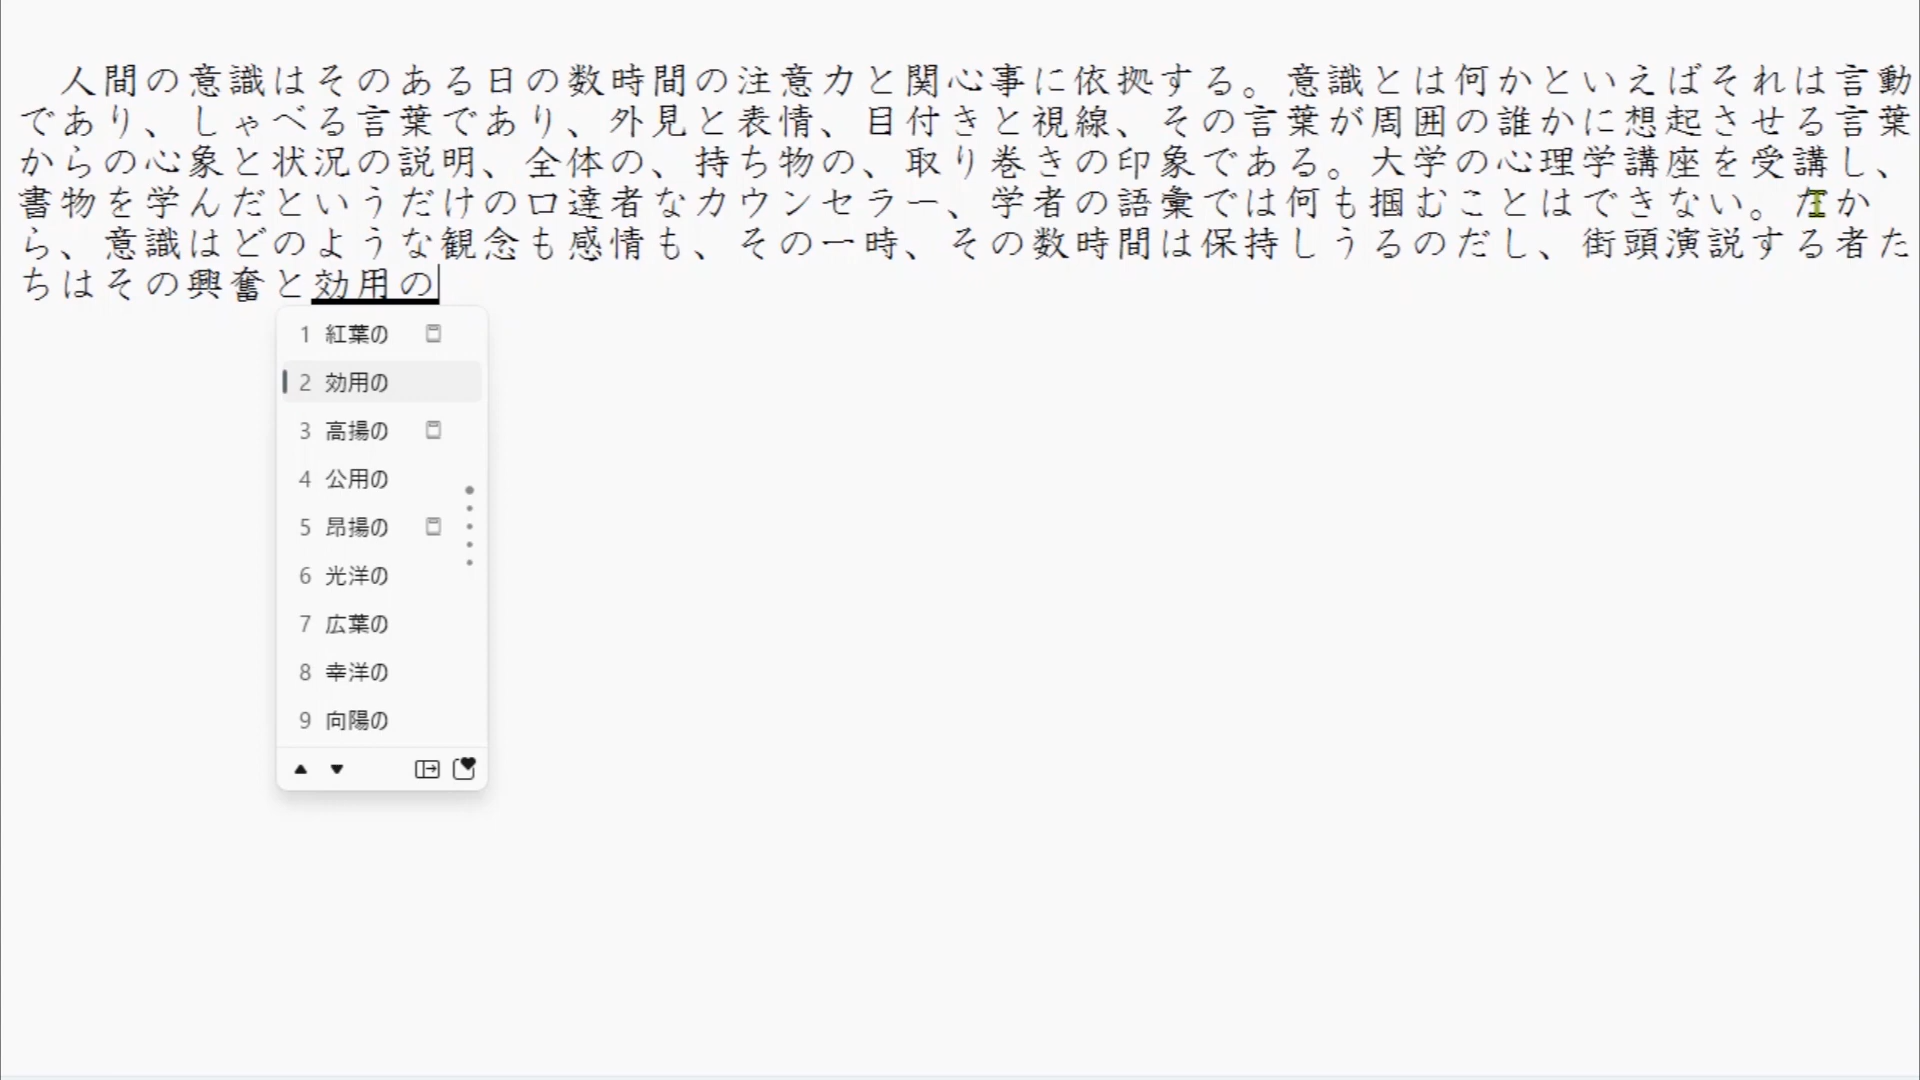 人間の意識はそのある日の数時間の注意力と関心事に依拠する。意識とは何かといえばそれは言動
であり、しゃべる言葉であり、外見と表情、目付きと視線、その言葉が周囲の誰かに想起させる言葉
からの心象と状況の説明、全体の、持ち物の、取り巻きの印象である。大学の心理学講座を受講し、
書物を学んだというだけの口達者なカウンセラー、学者の語彙では何も掴むことはできない。だか
ら、意識はどのような観念も感情も、その一時、その数時間は保持しうるのだし、街頭演説する者た
ちはその興奮と効用の
1 紅葉の
2 効用の
3 高揚の
4 公用の
5 昂揚の
6 光洋の
7 広葉の
8 幸洋の
9 向陽の